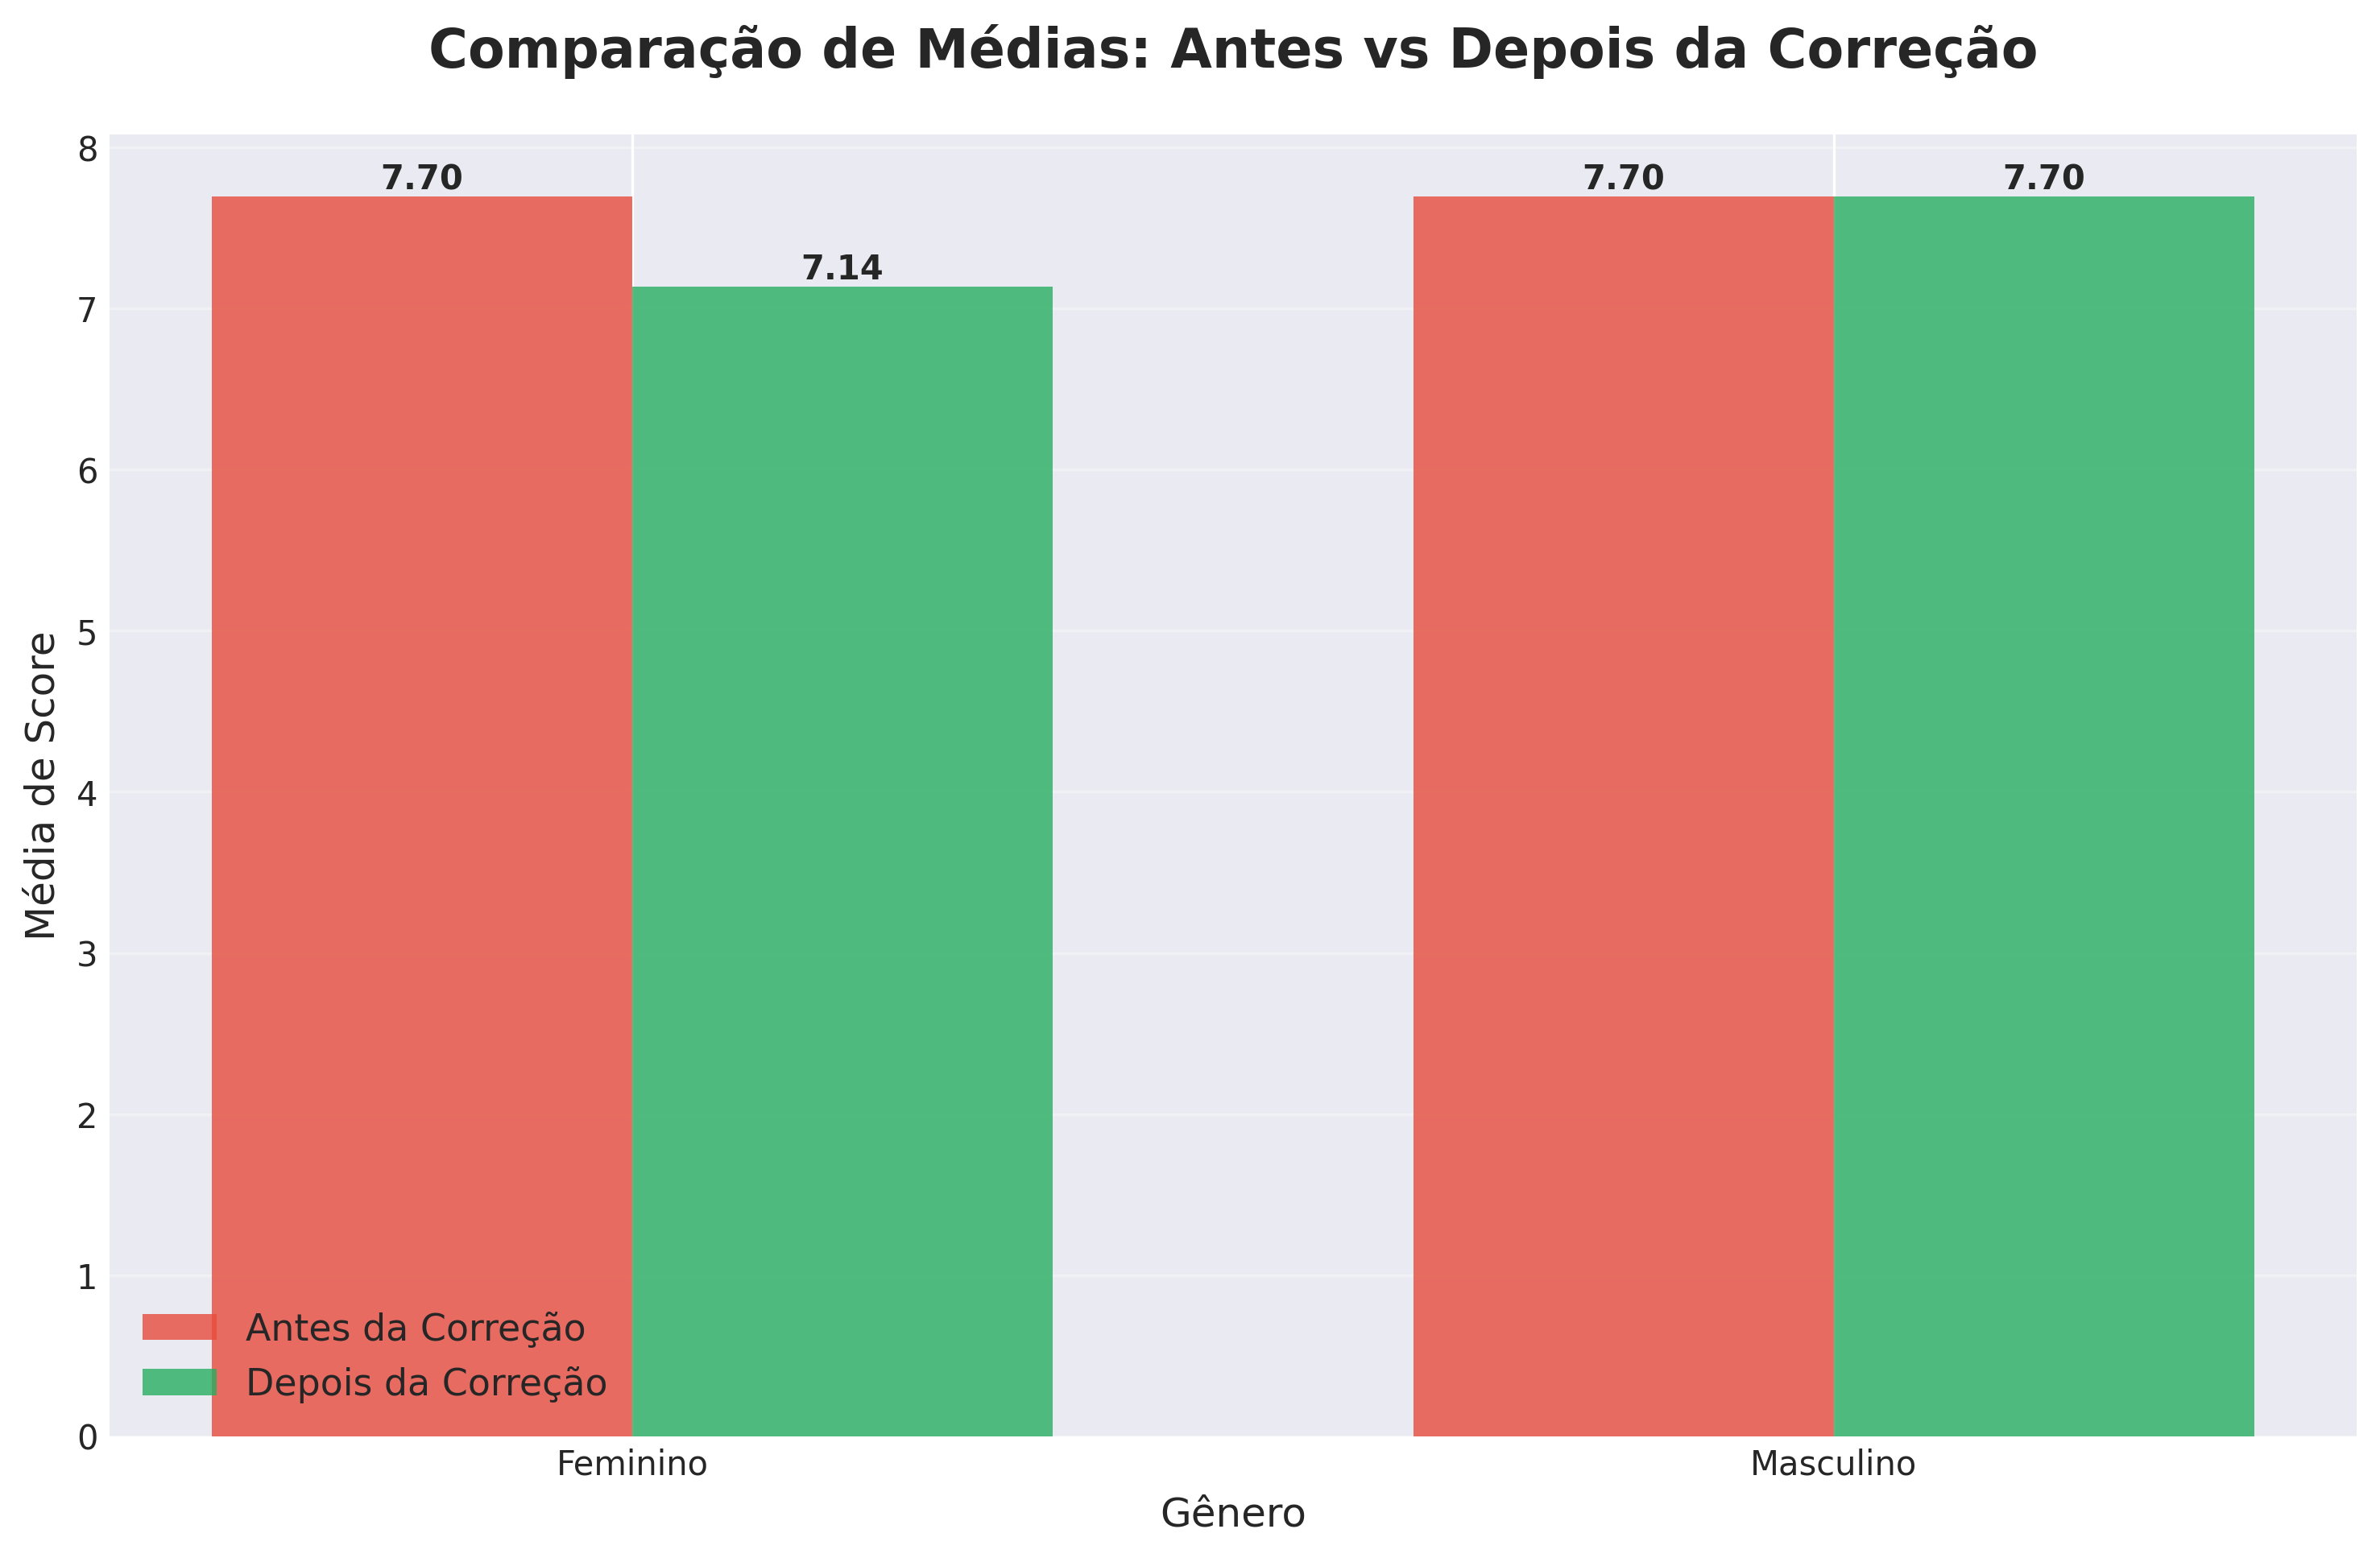 Comparação de Médias: Antes vs Depois da Correção
8
7
6
5
4
3
2
1
0
Média de Score
7.70
7.14
7.70
7.70
Antes da Correção
Depois da Correção
Feminino
Masculino
Gênero